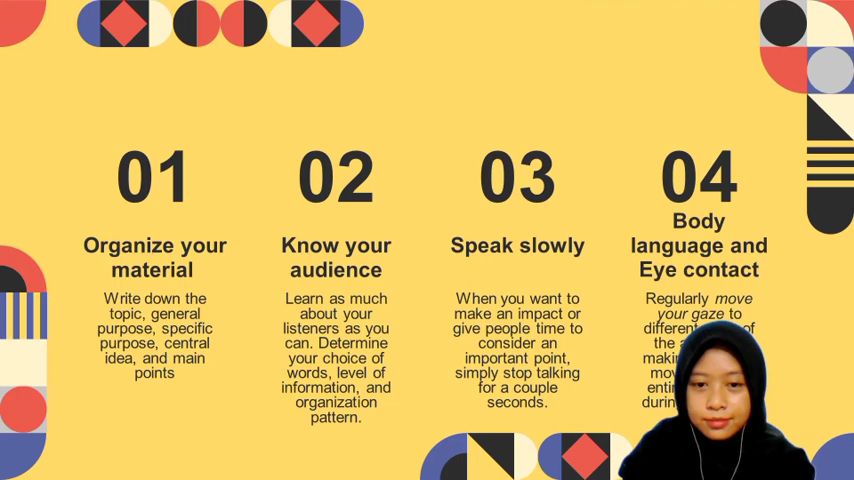 01
Organize your
material
Write down the
topic, general
purpose, specific
purpose, central
idea, and main
points
02
Know your
audience
Learn as much
about your
listeners as you
can. Determine
your choice of
words, level of
information, and
organization
pattern.
03
Speak slowly
When you want to
make an impact or
give people time to
consider an
important point,
simply stop talking
for a couple
seconds.
04
Body
language and
Eye contact
Regularly move
your gaze to
of
the